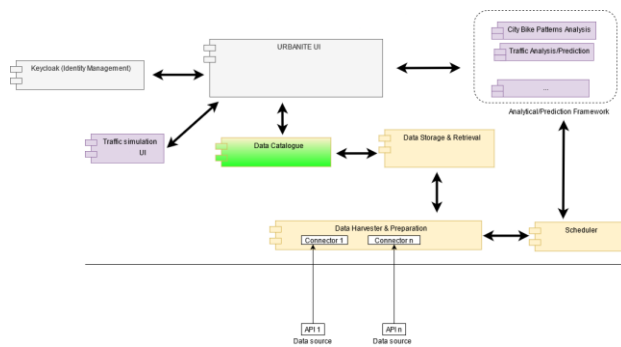 City Bike Patterns Analysis
URBANITE UI
Traffic Analysis/Prediction
Keycloak (Identity Management)
...
Analytical/Prediction Framework
Traffic simulation
UI
Data Catalogue
Data Storage & Retrieval
Data Harvester & Preparation
Scheduler
Connector 1
Connector n
API 1
API n
Data source
Data source